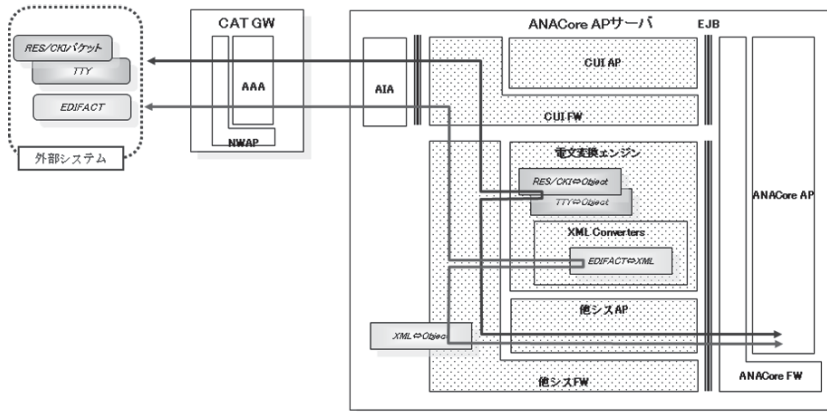 CAT GW
ANACore APサーバ
EJB
RES/CKIパケット
TTY
EDIFACT
外部システム
AAA
NWAP
AIA
CUI AP
CUI FW
電文変換エンジン
RES/CKI⇔Object
TTY⇔Object
XML Converters
EDIFACT⇔XML
ANACore AP
他シスAP
XML⇔Object
他シスFW
ANACore FW